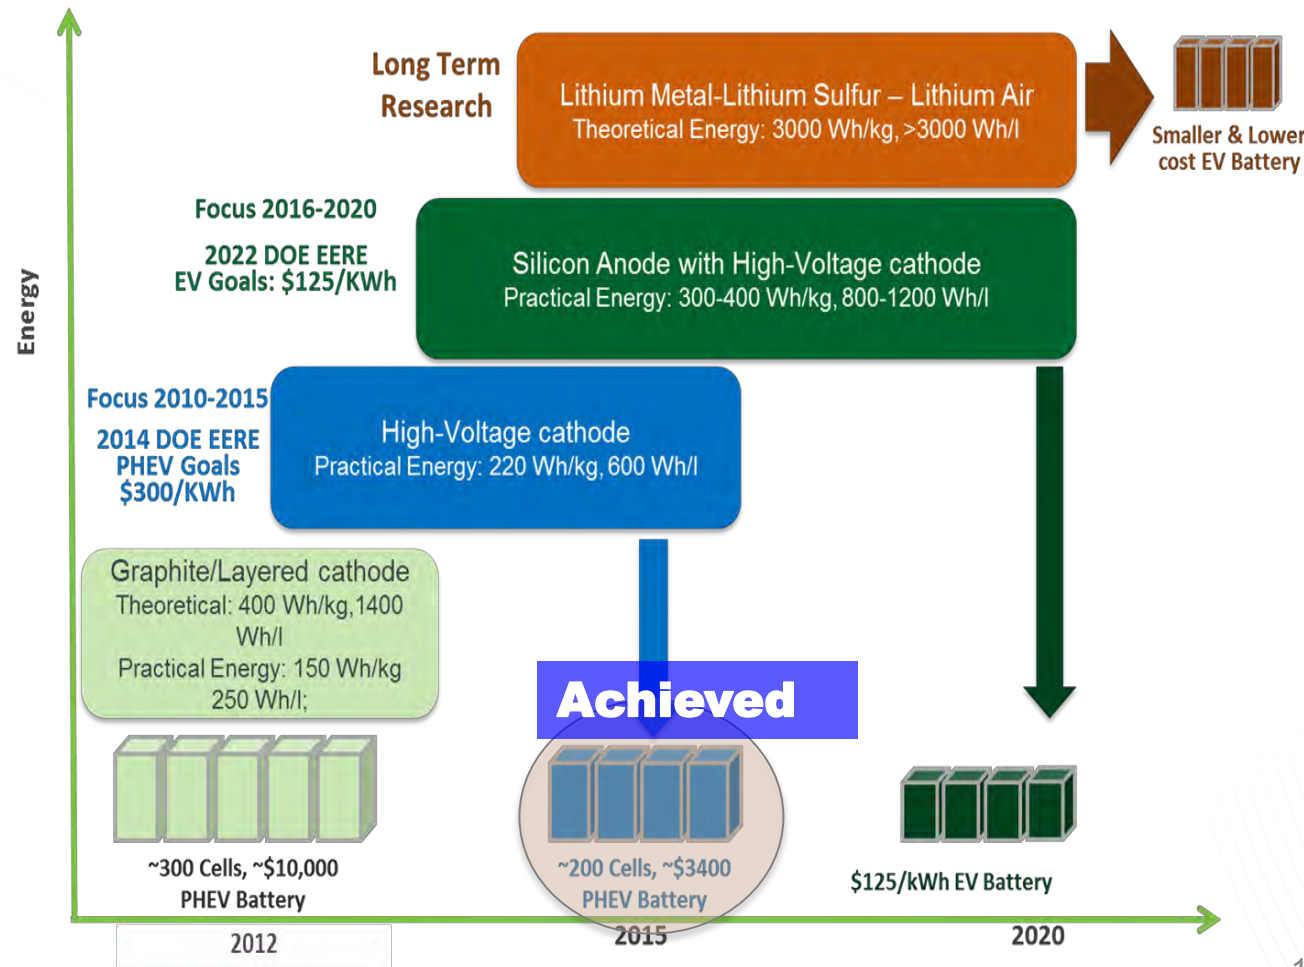 Long Term
Research
Lithium Metal-Lithium Sulfur – Lithium Air
Theoretical Energy: 3000 Wh/kg, >3000 Wh/l
Smaller & Lower
cost EV Battery
Focus 2016-2020
2022 DOE EERE
EV Goals: $125/KWh
Silicon Anode with High-Voltage cathode
Practical Energy: 300-400 Wh/kg, 800-1200 Wh/l
Energy
Focus 2010-2015
2014 DOE EERE
PHEV Goals
$300/KWh
High-Voltage cathode
Practical Energy: 220 Wh/kg, 600 Wh/l
Graphite/Layered cathode
Theoretical: 400 Wh/kg,1400
Wh/l
Practical Energy: 150 Wh/kg
250 Wh/l;
Achieved
~300 Cells, ~$10,000
PHEV Battery
~200 Cells, ~$3400
PHEV Battery
$125/kWh EV Battery
2012
2015
2020